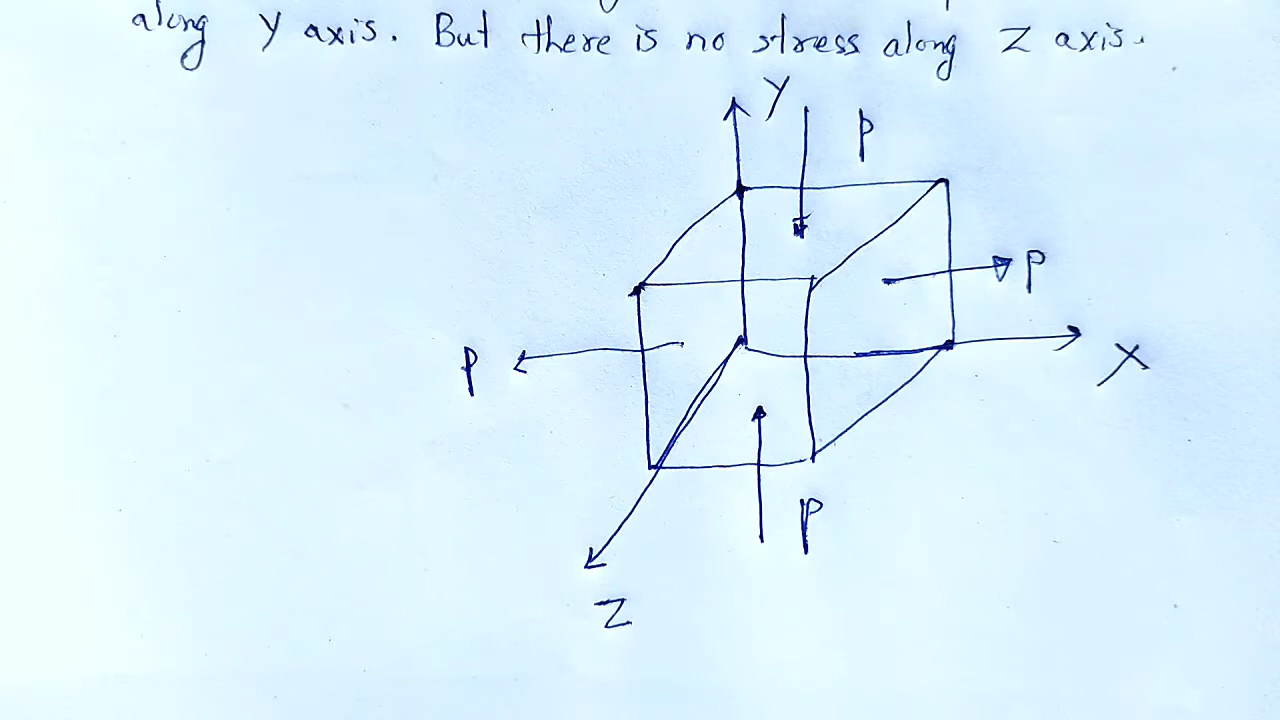 along Y axis. But there is no stress along Z axis.
Y
P
P
P
X
P
Z